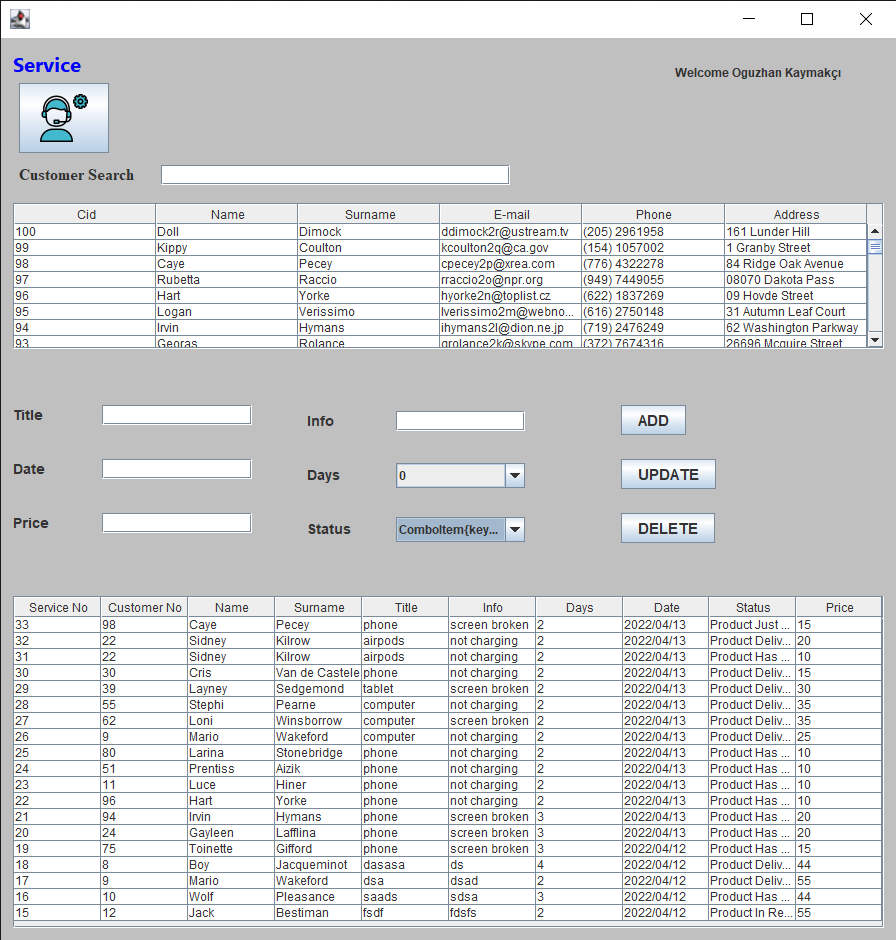 Service
Welcome Oguzhan Kaymakçı
Customer Search
Cid Name Surname E-mail Phone Address
100 Doll Dimock ddimock2r@ustream.tv (205) 2961958 161 Lunder Hill
99 Kippy Coulton kcoulton2q@ca.gov (154) 1057002 1 Granby Street
98 Caye Pecey cpecey2p@xrea.com (776) 4322278 84 Ridge Oak Avenue
97 Rubetta Raccio rraccio2o@npr.org (949) 7449055 08070 Dakota Pass
96 Hart Yorke hyorke2n@toplist.cz (622) 1837269 09 Hovde Street
95 Logan Verissimo lverissimo2m@webno... (616) 2750148 31 Autumn Leaf Court
94 Irvin Hymans ihymans2l@dion.ne.jp (719) 2476249 62 Washington Parkway
93 Georas Rolance grolance2k@skype.com (372) 7674316 26696 Mcguire Street
Title Info ADD
Date Days 0 UPDATE
Price Status ComboItem{key... DELETE
Service No Customer No Name Surname Title Info Days Date Status Price
33 98 Caye Pecey phone screen broken 2 2022/04/13 Product Just ... 15
32 22 Sidney Kilrow airpods not charging 2 2022/04/13 Product Deliv... 20
31 22 Sidney Kilrow airpods not charging 2 2022/04/13 Product Has ... 10
30 30 Cris Van de Castele phone not charging 2 2022/04/13 Product Deliv... 15
29 39 Layney Sedgemond tablet screen broken 2 2022/04/13 Product Deliv... 30
28 55 Stephi Pearne computer not charging 2 2022/04/13 Product Deliv... 35
27 62 Loni Winsborrow computer screen broken 2 2022/04/13 Product Deliv... 35
26 9 Mario Wakeford computer not charging 2 2022/04/13 Product Deliv... 25
25 80 Larina Stonebridge phone not charging 2 2022/04/13 Product Has ... 10
24 51 Prentiss Aizik phone not charging 2 2022/04/13 Product Has ... 10
23 11 Luce Hiner phone not charging 2 2022/04/13 Product Has ... 10
22 96 Hart Yorke phone not charging 2 2022/04/13 Product Has ... 10
21 94 Irvin Hymans phone screen broken 3 2022/04/13 Product Has ... 20
20 24 Gayleen Lafflina phone screen broken 3 2022/04/13 Product Has ... 20
19 75 Toinette Gifford phone screen broken 3 2022/04/12 Product Has ... 15
18 8 Boy Jacqueminot dasasa ds 4 2022/04/12 Product Deliv... 44
17 9 Mario Wakeford dsa dsad 2 2022/04/12 Product Deliv... 55
16 10 Wolf Pleasance saads sdsa 3 2022/04/12 Product Has ... 44
15 12 Jack Bestiman fsdf fdsfs 2 2022/04/12 Product In Re... 55